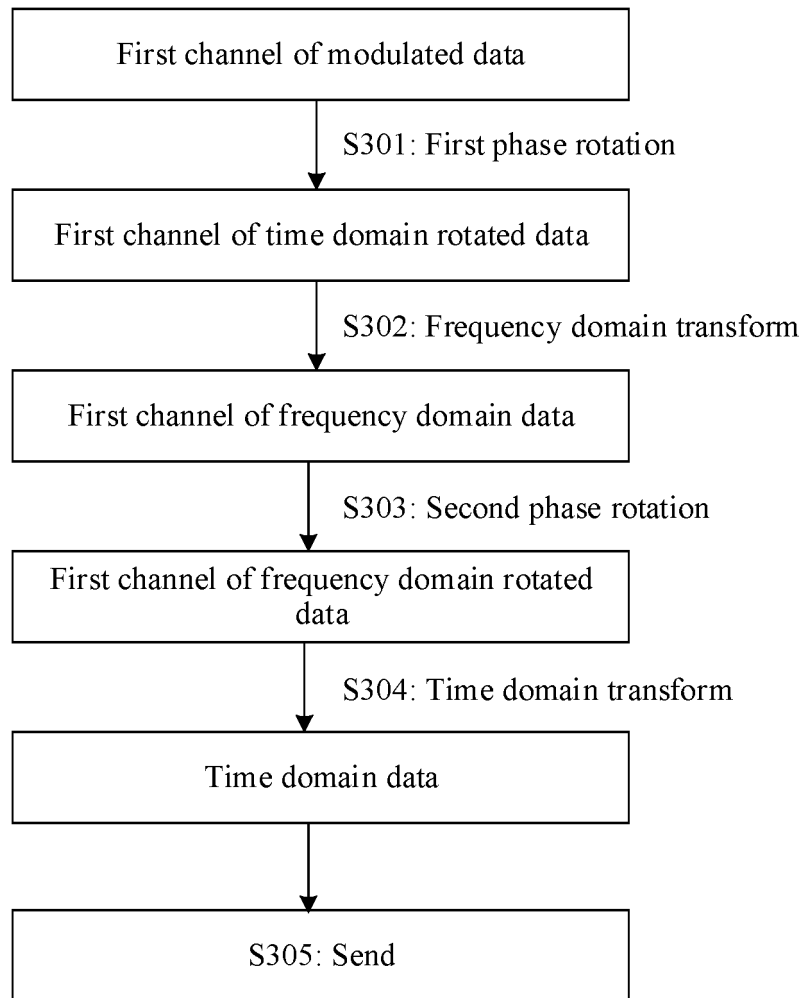 First channel of modulated data
S301: First phase rotation
First channel of time domain rotated data
S302: Frequency domain transform
First channel of frequency domain data
S303: Second phase rotation
First channel of frequency domain rotated
data
S304: Time domain transform
Time domain data
S305: Send